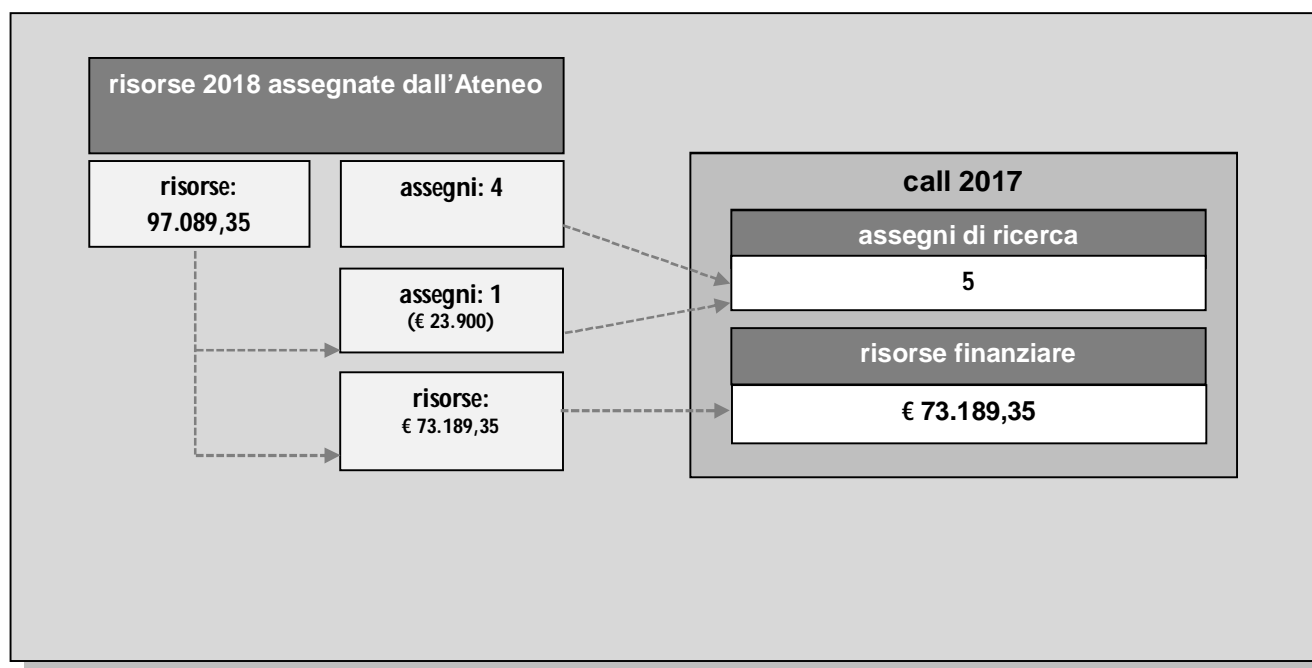 risorse 2018 assegnate dall'Ateneo
risorse:
97.089,35
assegni: 4
assegni: 1
(€ 23.900)
risorse:
€ 73.189,35
call 2017
assegni di ricerca
5
risorse finanziare
€ 73.189,35